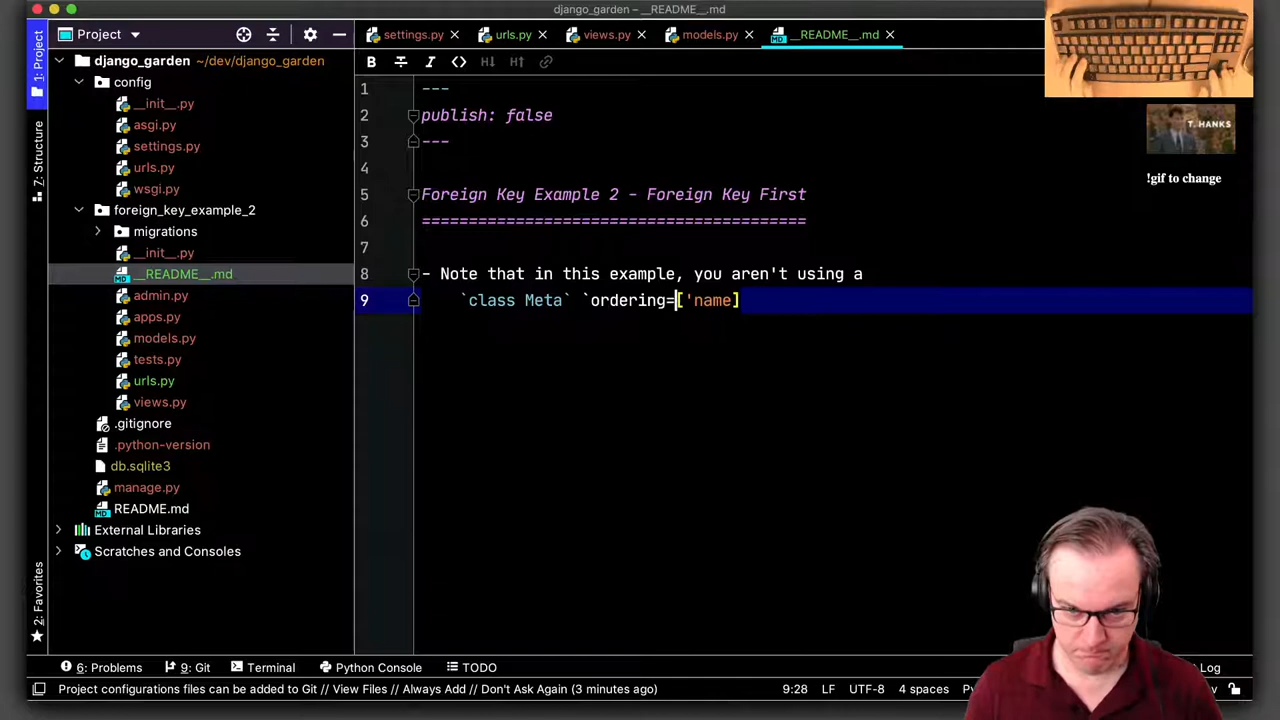 django_garden – __README__.md
Project
settings.py
urls.py
views.py
models.py
__README__.md
1: Project
7: Structure
2: Favorites
django_garden ~/dev/django_garden
config
__init__.py
asgi.py
settings.py
urls.py
wsgi.py
foreign_key_example_2
migrations
__init__.py
__README__.md
admin.py
apps.py
models.py
tests.py
urls.py
views.py
.gitignore
.python-version
db.sqlite3
manage.py
README.md
External Libraries
Scratches and Consoles
B I <> H↓ H↑
1 ---
2 publish: false
3 ---
4
5 Foreign Key Example 2 - Foreign Key First
6 =========================================
7
8 - Note that in this example, you aren't using a
9 `class Meta` `ordering=['name]
T. HANKS
!gif to change
6: Problems
9: Git
Terminal
Python Console
TODO
Log
Project configurations files can be added to Git // View Files // Always Add // Don't Ask Again (3 minutes ago)
9:28 LF UTF-8 4 spaces